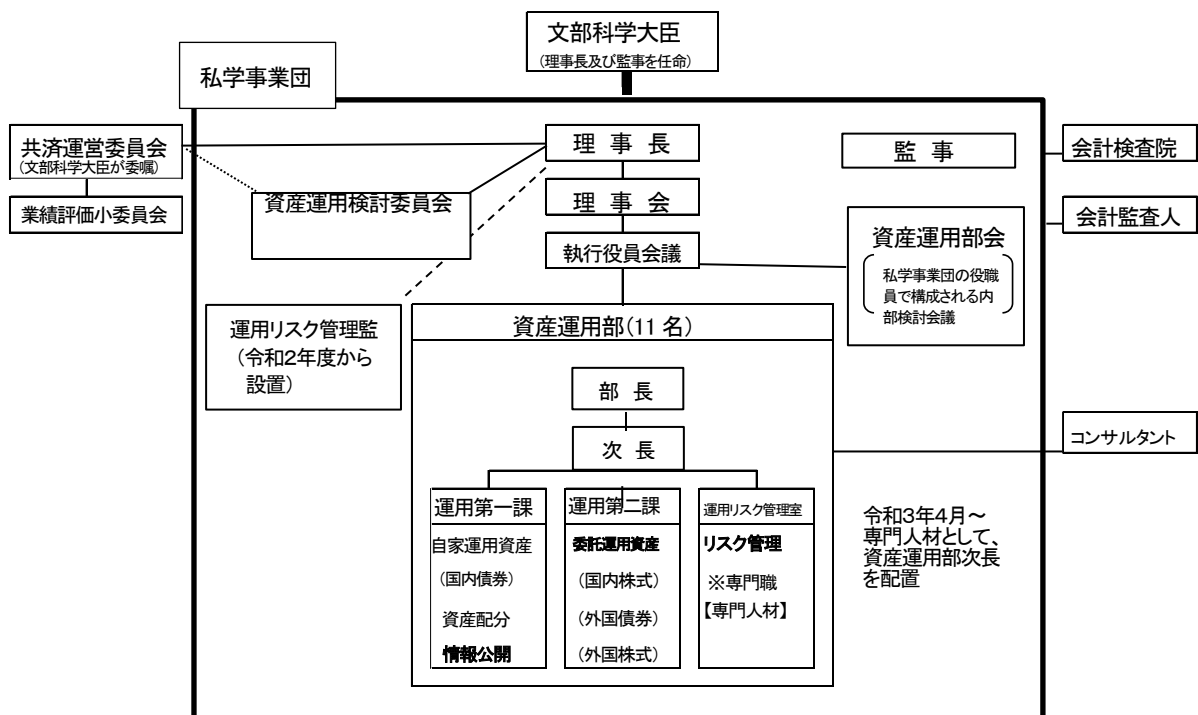 文部科学大臣
(理事長及び監事を任命)
私学事業団
共済運営委員会
(文部科学大臣が委嘱)
業績評価小委員会
理 事 長
監 事
会計検査院
資産運用検討委員会
理 事 会
会計監査人
執行役員会議
資産運用部会
私学事業団の役職
員で構成される内
部検討会議
運用リスク管理監
(令和2年度から
設置)
資産運用部(11 名)
部 長
次 長
コンサルタント
運用第一課
自家運用資産
(国内債券)
資産配分
情報公開
運用第二課
委託運用資産
(国内株式)
(外国債券)
(外国株式)
運用リスク管理室
リスク管理
※専門職
【専門人材】
令和3年4月～
専門人材として、
資産運用部次長
を配置